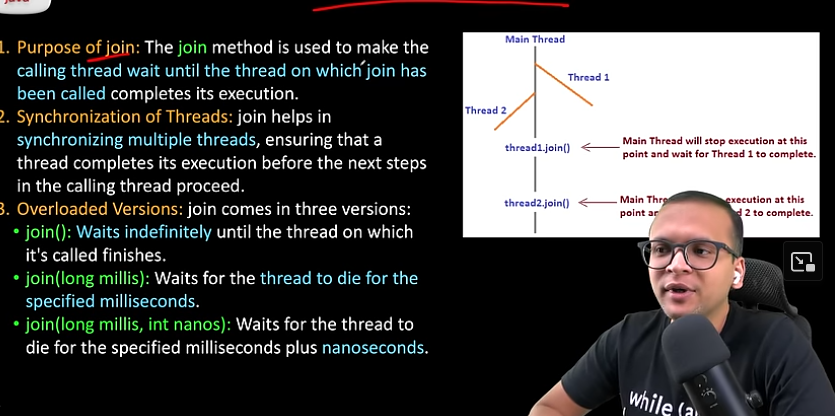 java
1. Purpose of join: The join method is used to make the
calling thread wait until the thread on which join has
been called completes its execution.
2. Synchronization of Threads: join helps in
synchronizing multiple threads, ensuring that a
thread completes its execution before the next steps
in the calling thread proceed.
3. Overloaded Versions: join comes in three versions:
• join(): Waits indefinitely until the thread on which
it's called finishes.
• join(long millis): Waits for the thread to die for the
specified milliseconds.
• join(long millis, int nanos): Waits for the thread to
die for the specified milliseconds plus nanoseconds.
Main Thread
Thread 1
Thread 2
thread1.join()
Main Thread will stop execution at this
point and wait for Thread 1 to complete.
thread2.join()
Main execution at this
point 2 to complete.
while (